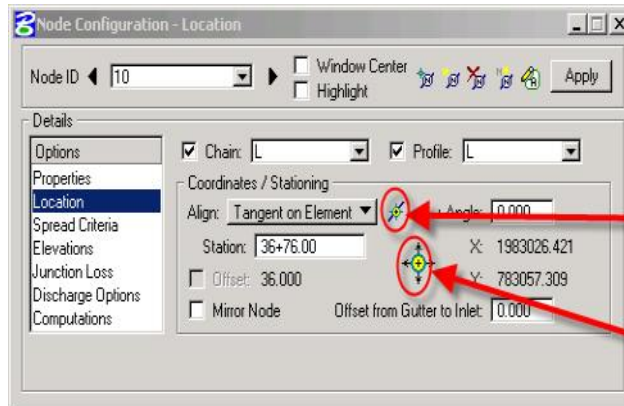 Node Configuration - Location
Node ID 10 Window Center Highlight Apply
Details
Options
Properties
Location
Spread Criteria
Elevations
Junction Loss
Discharge Options
Computations
Chain: L Profile: L
Coordinates / Stationing
Align: Tangent on Element Angle: 0.000
Station: 36+76.00 X: 1983026.421
Offset: 36.000 Y: 783057.309
Mirror Node Offset from Gutter to Inlet: 0.000